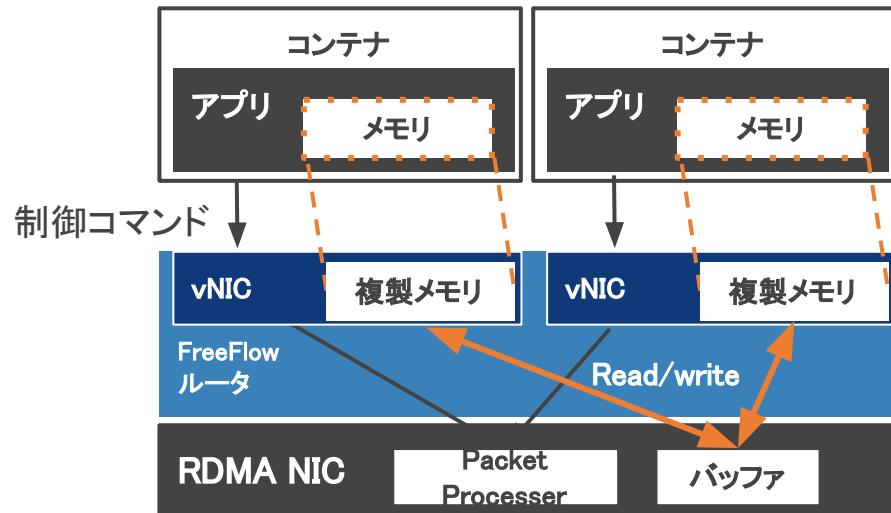 コンテナ
コンテナ
アプリ
メモリ
アプリ
メモリ
制御コマンド
vNIC
複製メモリ
vNIC
複製メモリ
FreeFlow
ルータ
Read/write
RDMA NIC
Packet
Processer
バッファ